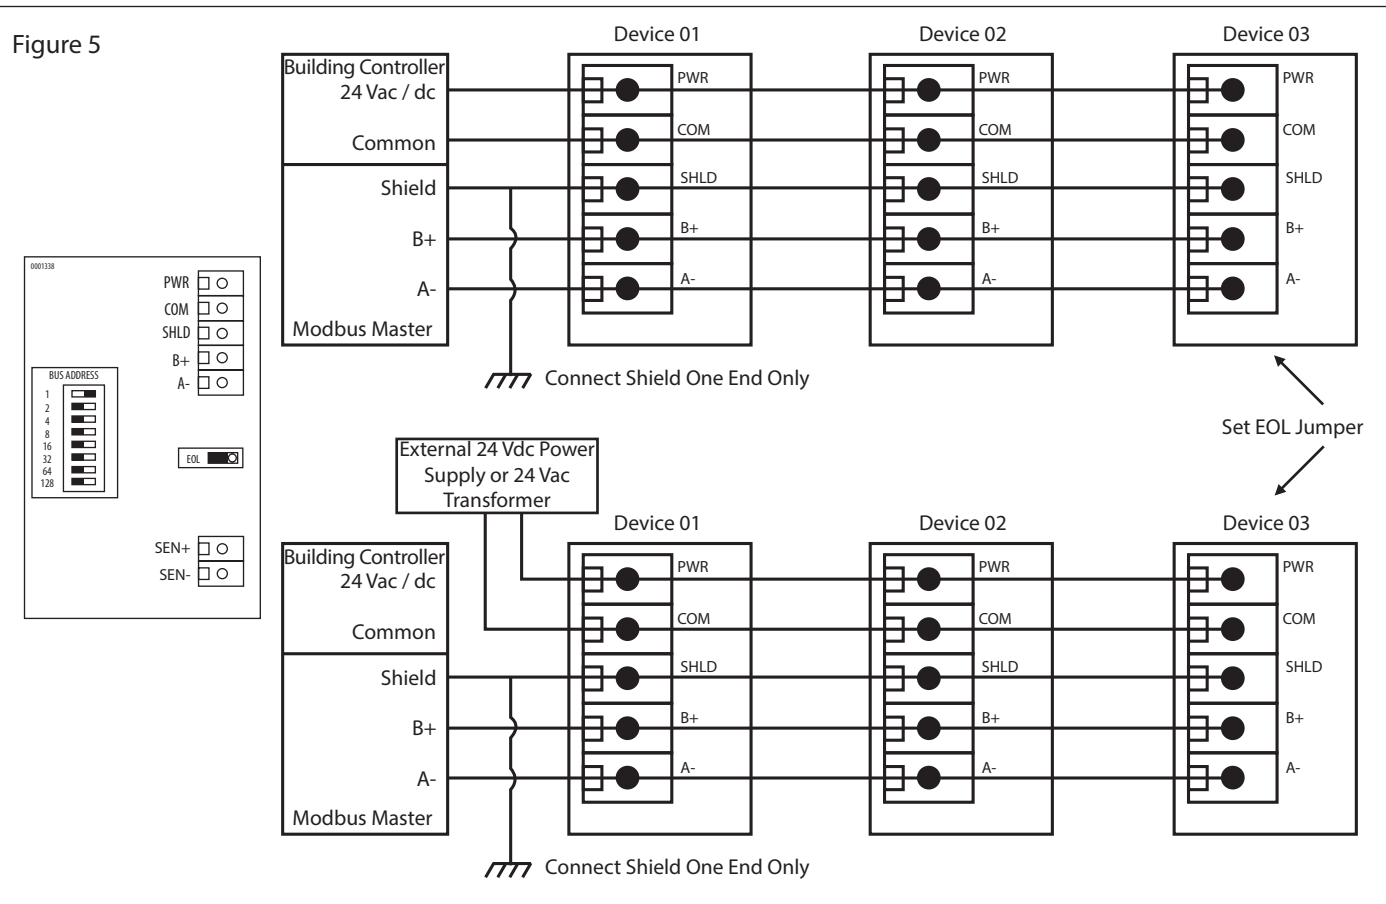 Figure 5
Device 01
Device 02
Device 03
Building Controller
24 Vac / dc
Common
Shield
B+
A-
Modbus Master
PWR
COM
SHLD
B+
A-
PWR
COM
SHLD
B+
A-
PWR
COM
SHLD
B+
A-
Connect Shield One End Only
Set EOL Jumper
0001338
PWR
COM
SHLD
B+
A-
BUS ADDRESS
1
2
4
8
16
32
64
128
EOL
SEN+
SEN-
External 24 Vdc Power
Supply or 24 Vac
Transformer
Device 01
Device 02
Device 03
Building Controller
24 Vac / dc
Common
Shield
B+
A-
Modbus Master
PWR
COM
SHLD
B+
A-
PWR
COM
SHLD
B+
A-
PWR
COM
SHLD
B+
A-
Connect Shield One End Only